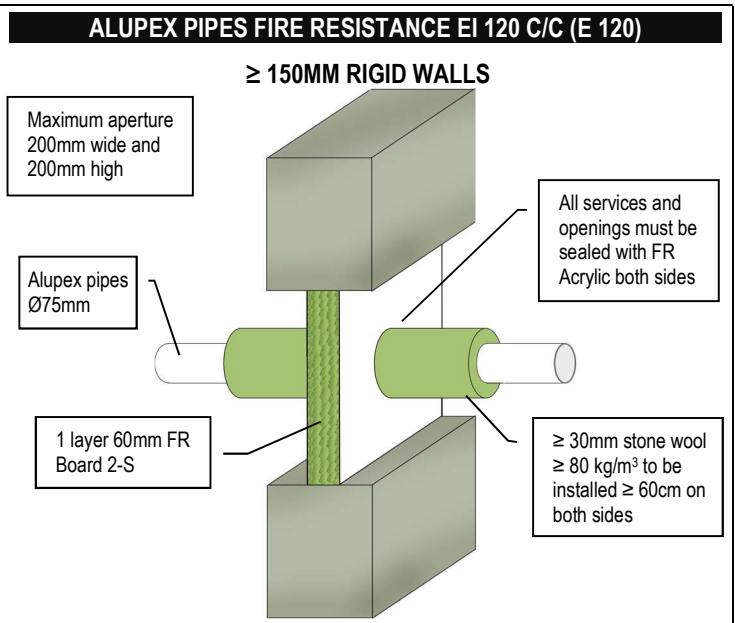 ALUPEX PIPES FIRE RESISTANCE EI 120 C/C (E 120)
≥ 150MM RIGID WALLS
Maximum aperture
200mm wide and
200mm high
All services and
openings must be
sealed with FR
Acrylic both sides
Alupex pipes
Ø75mm
1 layer 60mm FR
Board 2-S
≥ 30mm stone wool
≥ 80 kg/m³ to be
installed ≥ 60cm on
both sides